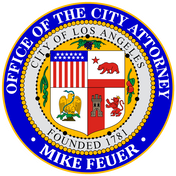 OFFICE OF THE CITY ATTORNEY
CITY OF LOS ANGELES
FOUNDED 1781
• MIKE FEUER •